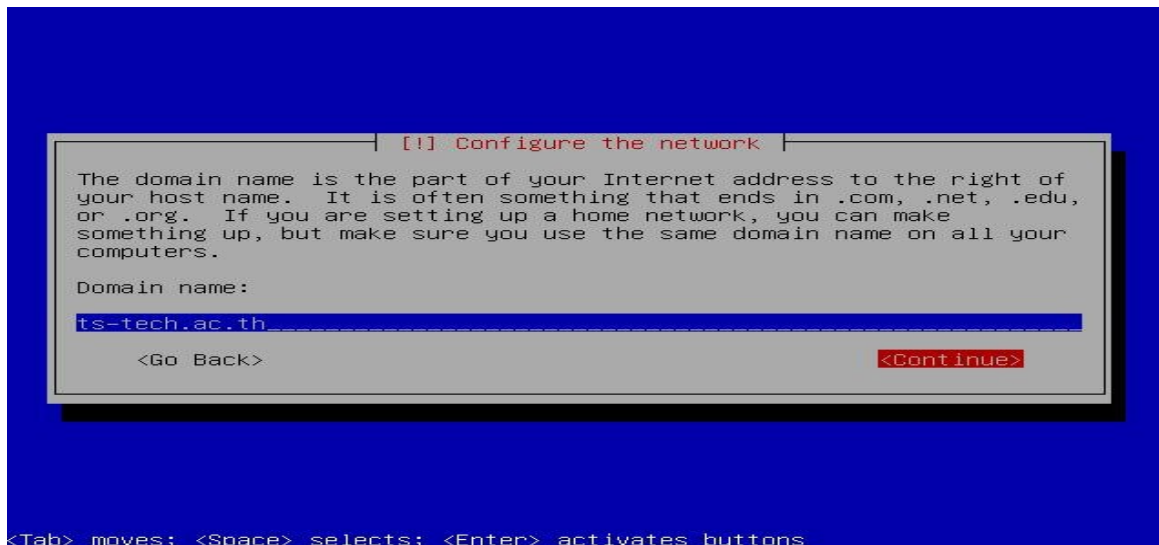 [!] Configure the network
The domain name is the part of your Internet address to the right of
your host name.  It is often something that ends in .com, .net, .edu,
or .org.  If you are setting up a home network, you can make
something up, but make sure you use the same domain name on all your
computers.
Domain name:
ts-tech.ac.th
<Go Back> <Continue>
<Tab> moves; <Space> selects; <Enter> activates buttons